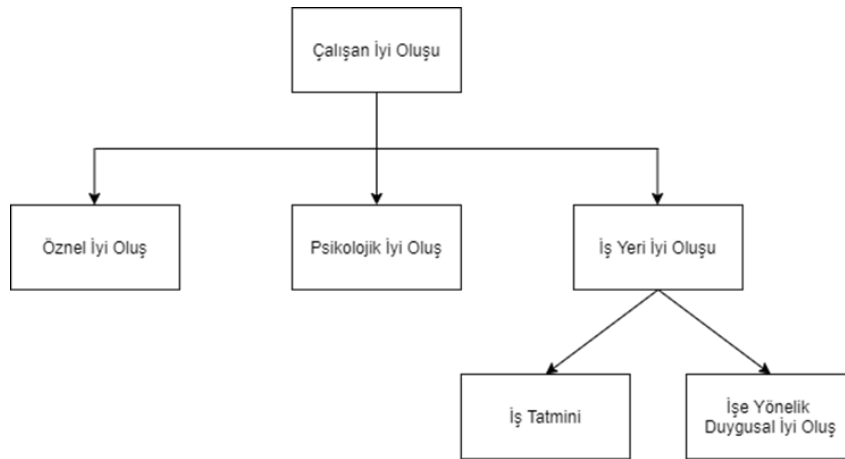 Çalışan İyi Oluşu
Öznel İyi Oluş
Psikolojik İyi Oluş
İş Yeri İyi Oluşu
İş Tatmini
İşe Yönelik
Duygusal İyi Oluş